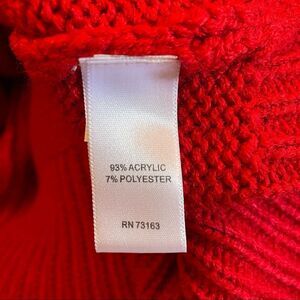 93% ACRYLIC
7% POLYESTER
RN 73163